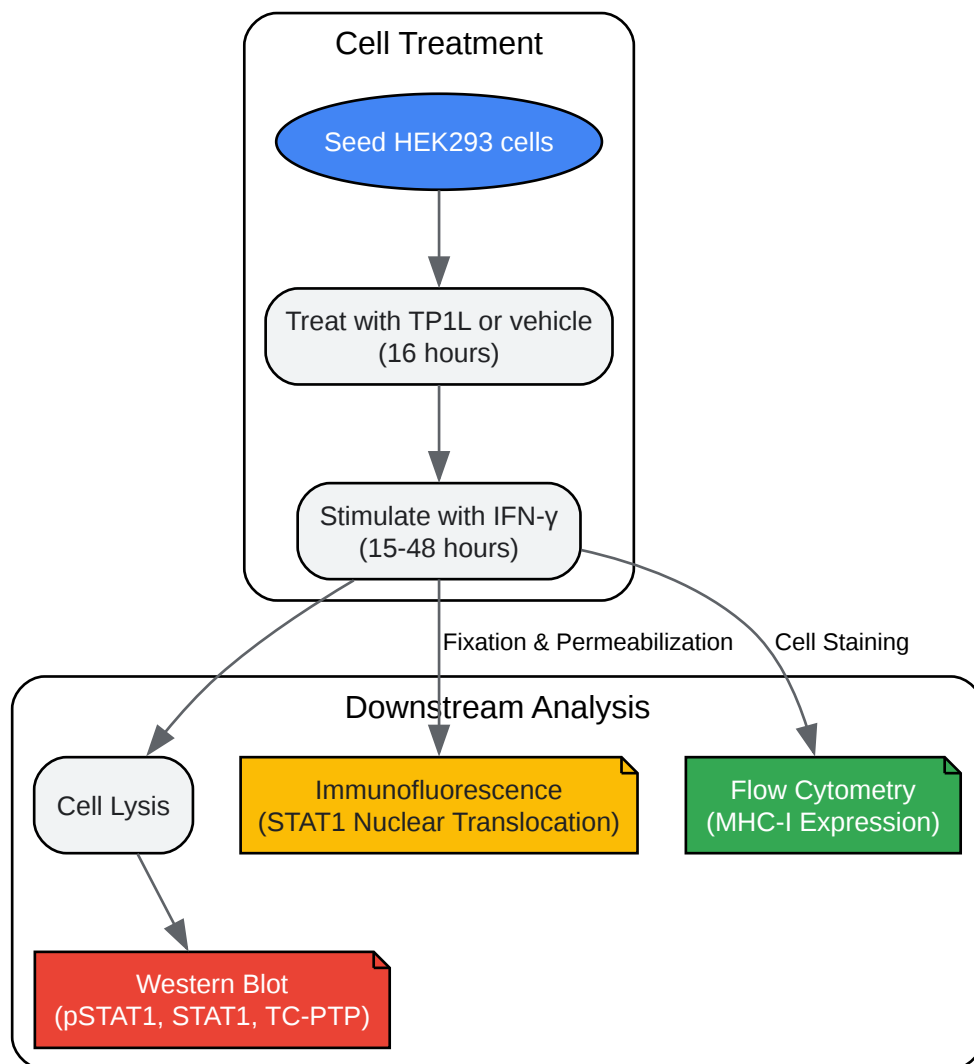 Cell Treatment
Seed HEK293 cells
Treat with TP1L or vehicle
(16 hours)
Stimulate with IFN-γ
(15-48 hours)
Fixation & Permeabilization
Cell Staining
Downstream Analysis
Cell Lysis
Immunofluorescence
(STAT1 Nuclear Translocation)
Flow Cytometry
(MHC-I Expression)
Western Blot
(pSTAT1, STAT1, TC-PTP)